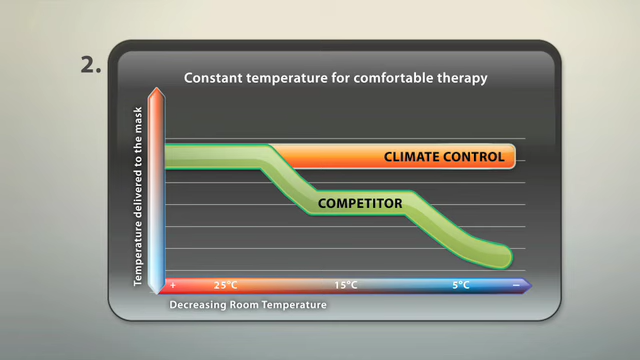 2.
Constant temperature for comfortable therapy
Temperature delivered to the mask
CLIMATE CONTROL
COMPETITOR
+ 25°C 15°C 5°C −
Decreasing Room Temperature